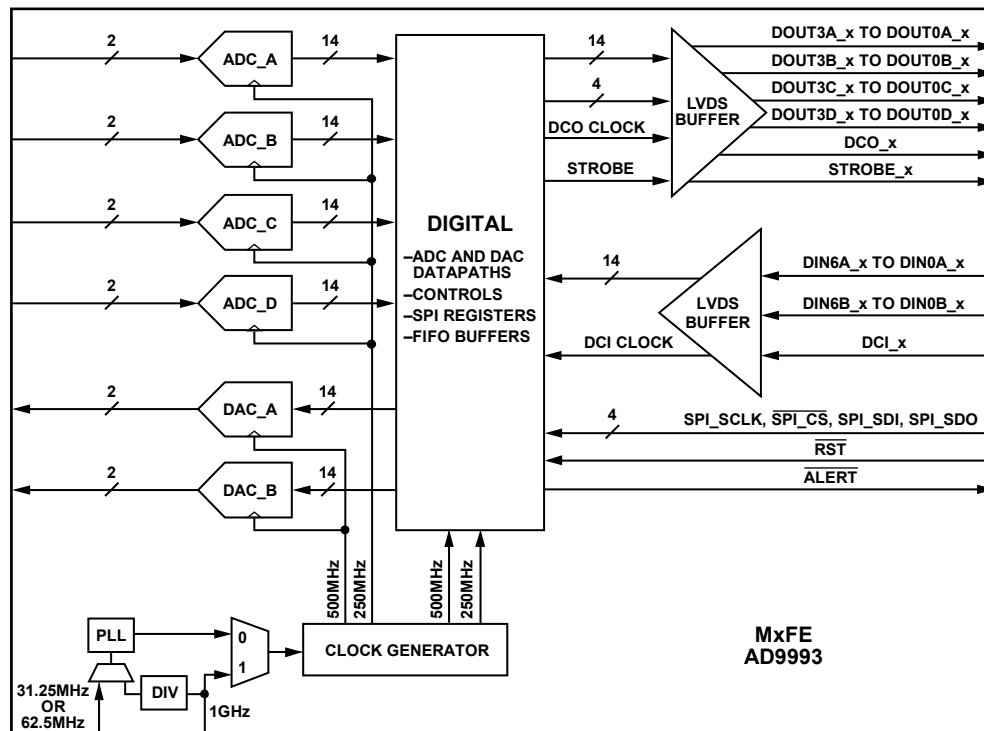 2
ADC_A
14
2
ADC_B
14
2
ADC_C
14
2
ADC_D
14
2
DAC_A
14
2
DAC_B
14
DIGITAL
–ADC AND DAC
DATAPATHS
–CONTROLS
–SPI REGISTERS
–FIFO BUFFERS
14
4
DCO CLOCK
STROBE
LVDS
BUFFER
DOUT3A_x TO DOUT0A_x
DOUT3B_x TO DOUT0B_x
DOUT3C_x TO DOUT0C_x
DOUT3D_x TO DOUT0D_x
DCO_x
STROBE_x
14
DCI CLOCK
LVDS
BUFFER
DIN6A_x TO DIN0A_x
DIN6B_x TO DIN0B_x
DCI_x
4
SPI_SCLK, SPI_CS, SPI_SDI, SPI_SDO
RST
ALERT
500MHz
250MHz
500MHz
250MHz
PLL
0
1
CLOCK GENERATOR
DIV
31.25MHz
OR
62.5MHz
1GHz
MxFE
AD9993